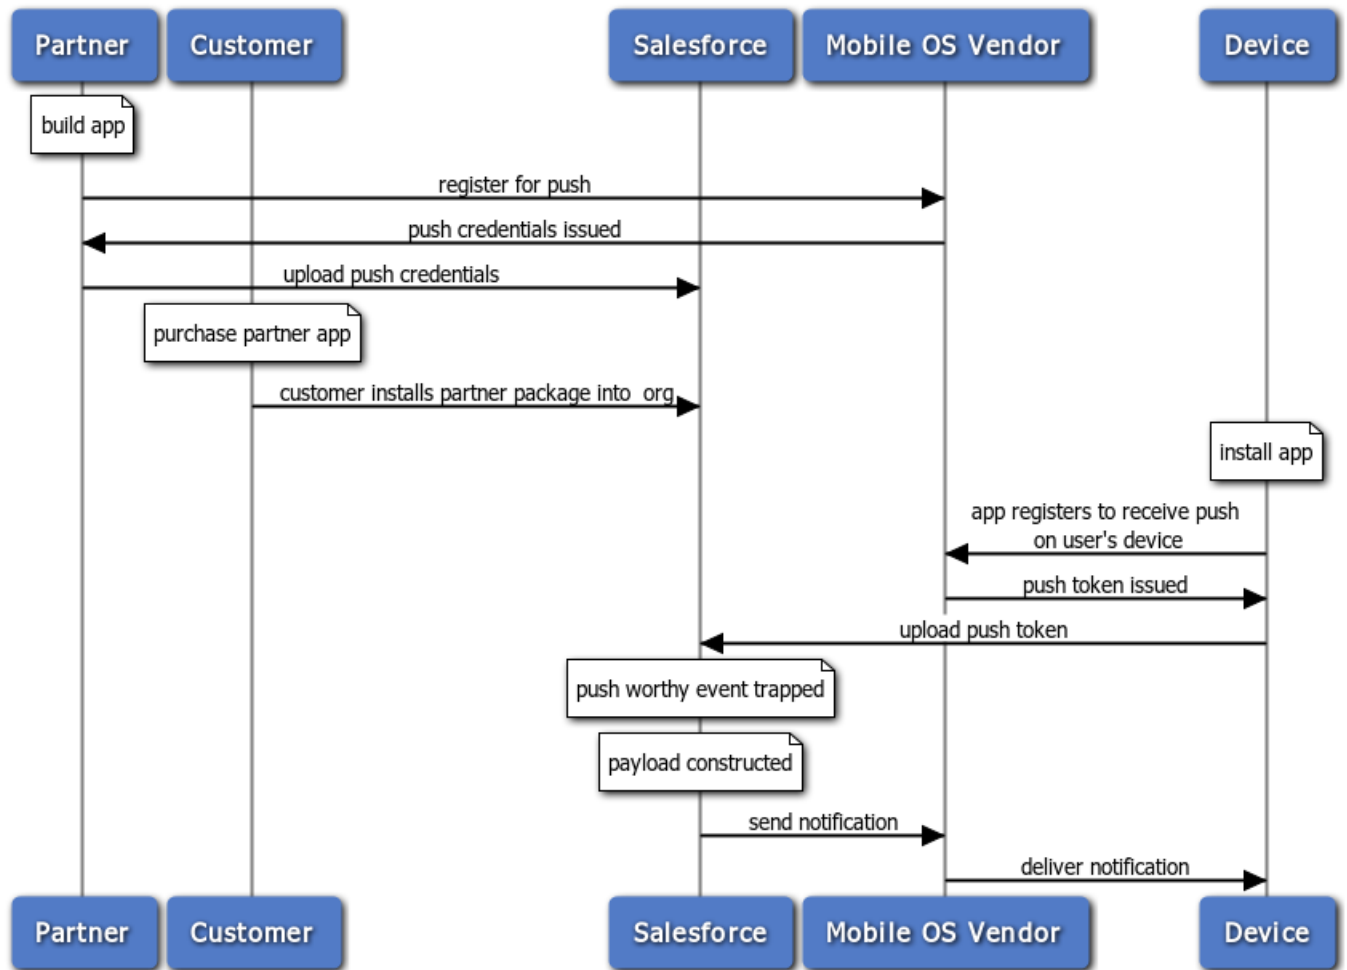 Partner Customer Salesforce Mobile OS Vendor Device
build app
register for push
push credentials issued
upload push credentials
purchase partner app
customer installs partner package into  org
install app
app registers to receive push
on user's device
push token issued
upload push token
push worthy event trapped
payload constructed
send notification
deliver notification
Partner Customer Salesforce Mobile OS Vendor Device